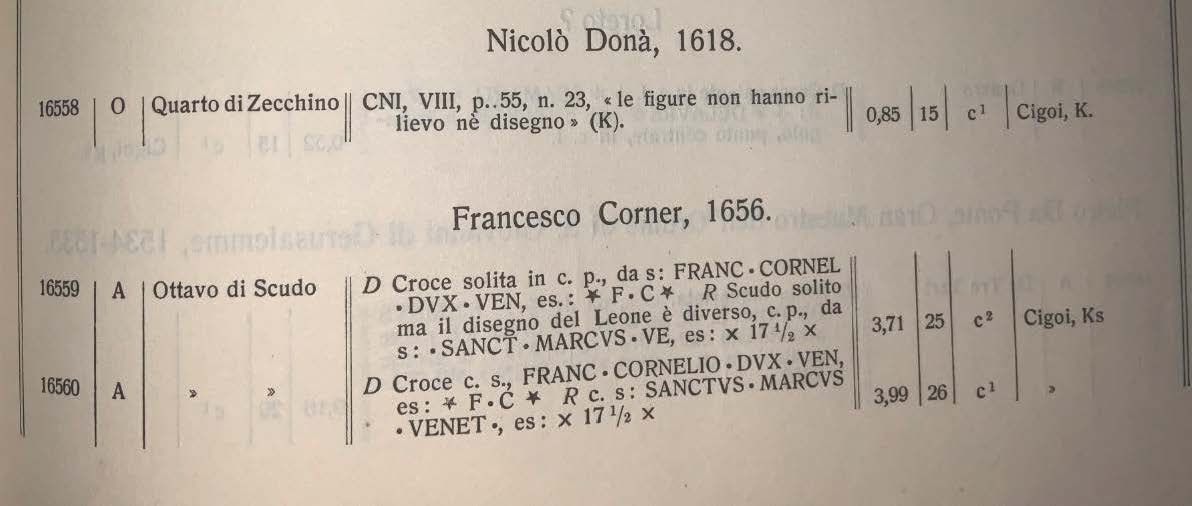 Nicolò Donà, 1618.
16558 | O | Quarto di Zecchino || CNI, VIII, p..55, n. 23, « le figure non hanno ri- || 0,85 | 15 | c¹ | Cigoi, K.
lievo nè disegno » (K).
Francesco Corner, 1656.
16559 | A | Ottavo di Scudo || D Croce solita in c. p., da s: FRANC • CORNEL
• DVX • VEN, es.: ✶ F • C ✶ R Scudo solito
ma il disegno del Leone è diverso, c. p., da || 3,71 | 25 | c² | Cigoi, Ks
s: • SANCT • MARCVS • VE, es: × 17 ½ ×
16560 | A | » » || D Croce c. s., FRANC • CORNELIO • DVX • VEN,
es: ✶ F • C ✶ R c. s: SANCTVS • MARCVS || 3,99 | 26 | c¹ | »
• VENET •, es: × 17 ½ ×